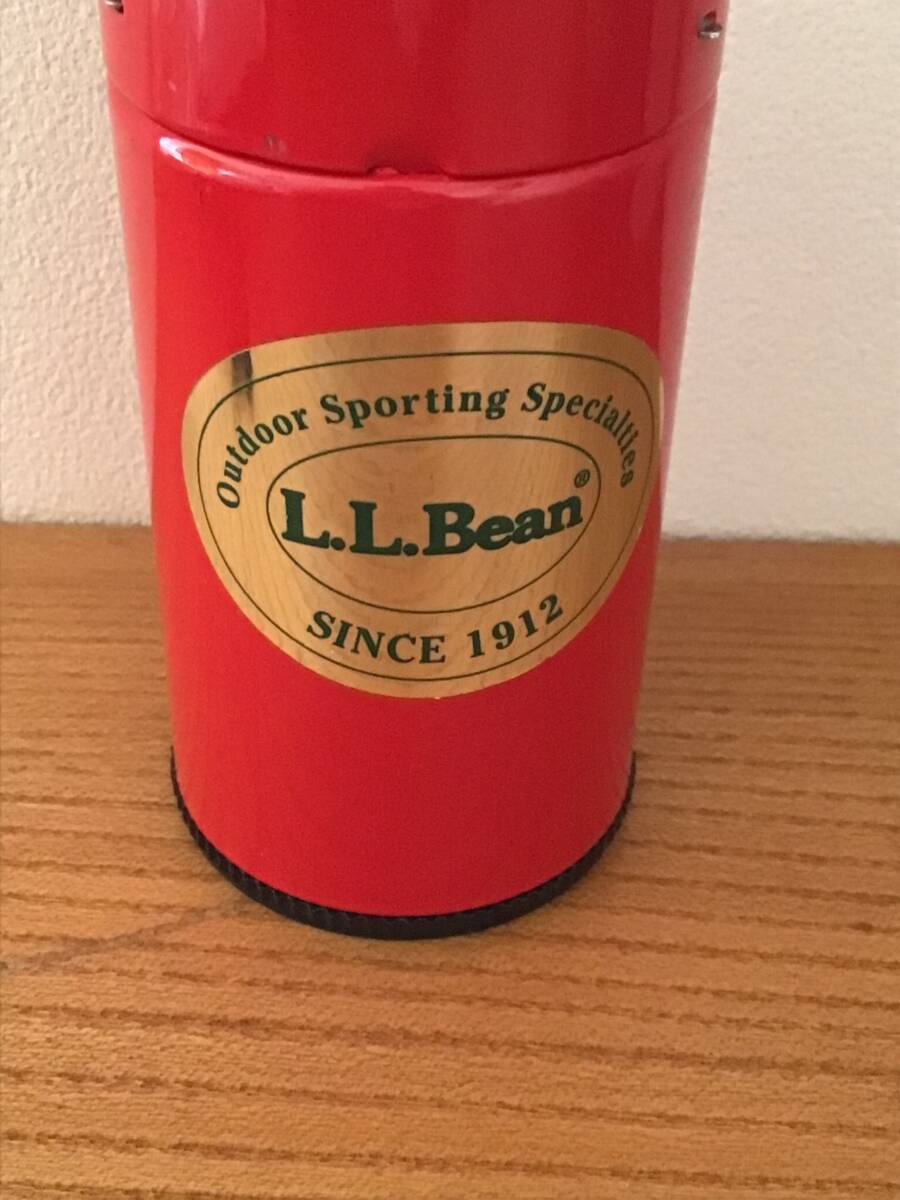 Outdoor Sporting Specialties
L.L.Bean®
SINCE 1912